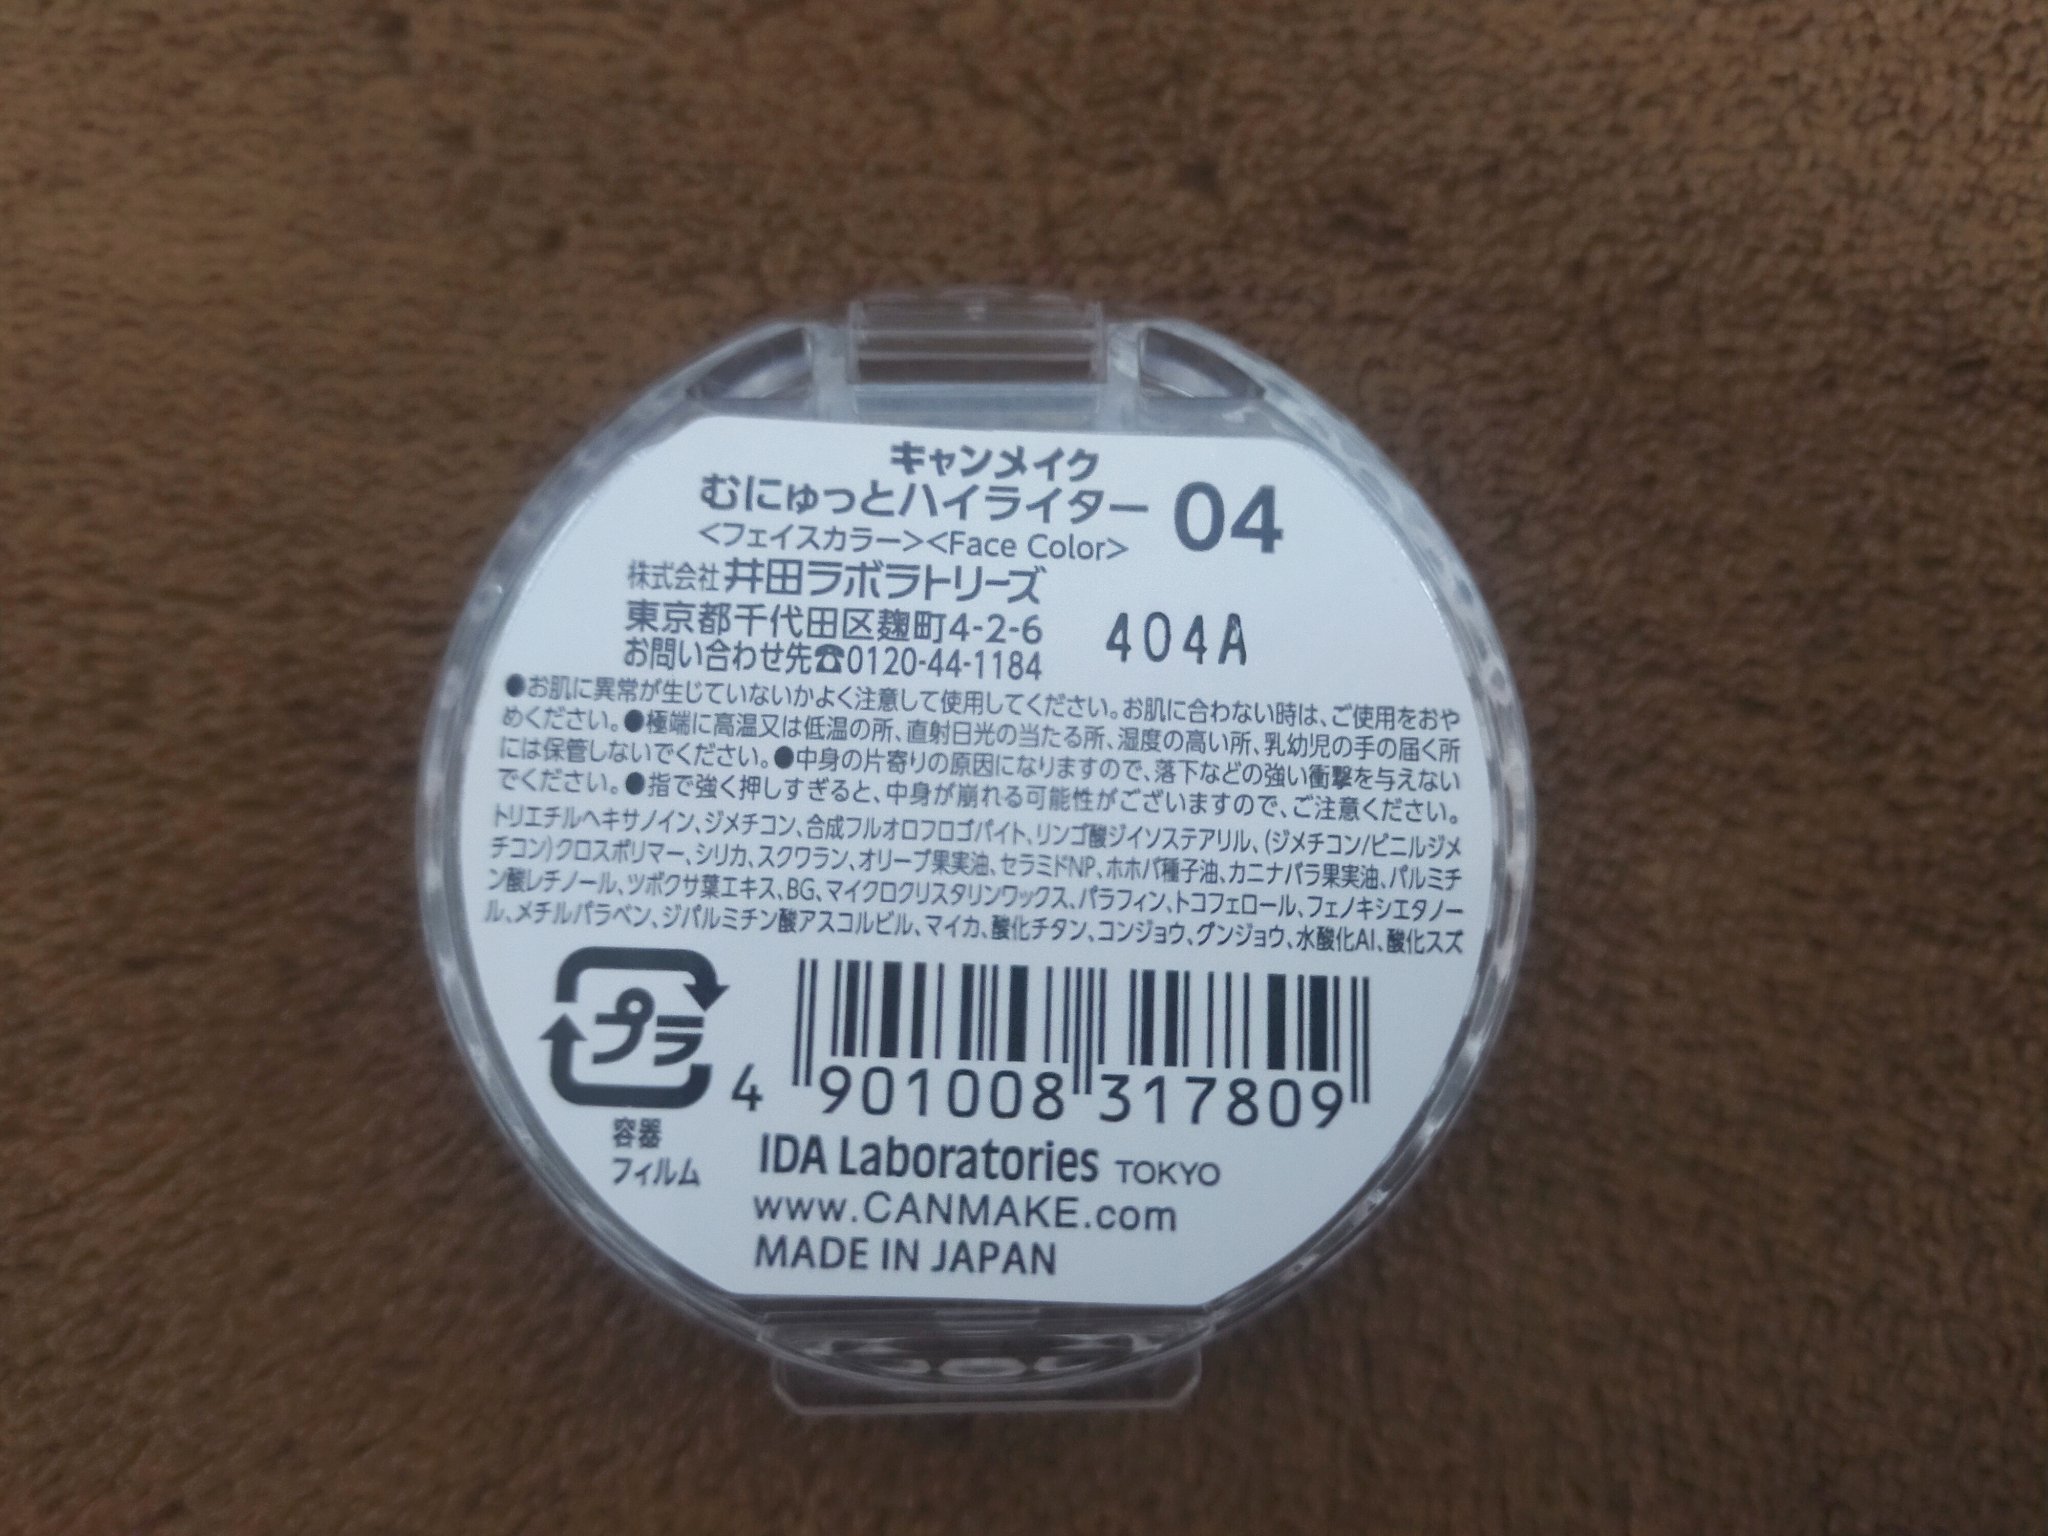 キャンメイク
むにゅっとハイライター 04
<フェイスカラー><Face Color>
株式会社 井田ラボラトリーズ
東京都千代田区麹町4-2-6
404A
お問い合わせ先☎0120-44-1184
●お肌に異常が生じていないかよく注意して使用してください。お肌に合わない時は、ご使用をおや
めください。●極端に高温又は低温の所、直射日光の当たる所、湿度の高い所、乳幼児の手の届く所
には保管しないでください。●中身の片寄りの原因になりますので、落下などの強い衝撃を与えない
でください。●指で強く押しすぎると、中身が崩れる可能性がございますので、ご注意ください。
トリエチルヘキサノイン、ジメチコン、合成フルオロフロゴパイト、リンゴ酸ジイソステアリル、(ジメチコン/ビニルジメ
チコン)クロスポリマー、シリカ、スクワラン、オリーブ果実油、セラミドNP、ホホバ種子油、カニナバラ果実油、パルミチ
ン酸レチノール、ツボクサ葉エキス、BG、マイクロクリスタリンワックス、パラフィン、トコフェロール、フェノキシエタノー
ル、メチルパラベン、ジパルミチン酸アスコルビル、マイカ、酸化チタン、コンジョウ、グンジョウ、水酸化Al、酸化スズ
プラ
容器
フィルム
4 901008 317809
IDA Laboratories TOKYO
www.CANMAKE.com
MADE IN JAPAN